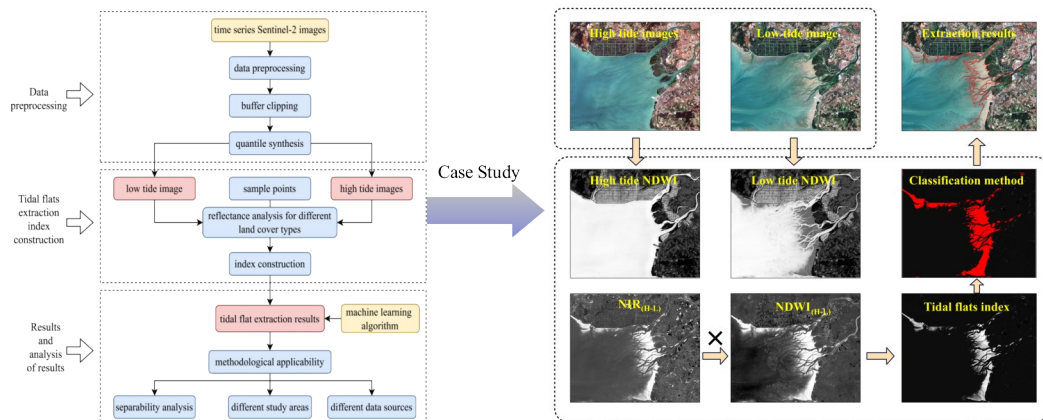 time series Sentinel-2 images
data preprocessing
buffer clipping
quantile synthesis
Data
preprocessing
low tide image
sample points
high tide images
reflectance analysis for different
land cover types
index construction
Tidal flats
extraction
index
construction
tidal flat extraction results
machine learning
algorithm
methodological applicability
separability analysis
different study areas
different data sources
Results
and
analysis
of results
Case Study
High tide images
Low tide image
Extraction results
High tide NDWI
Low tide NDWI
Classification method
NIR(H-L)
×
NDWI(H-L)
Tidal flats index